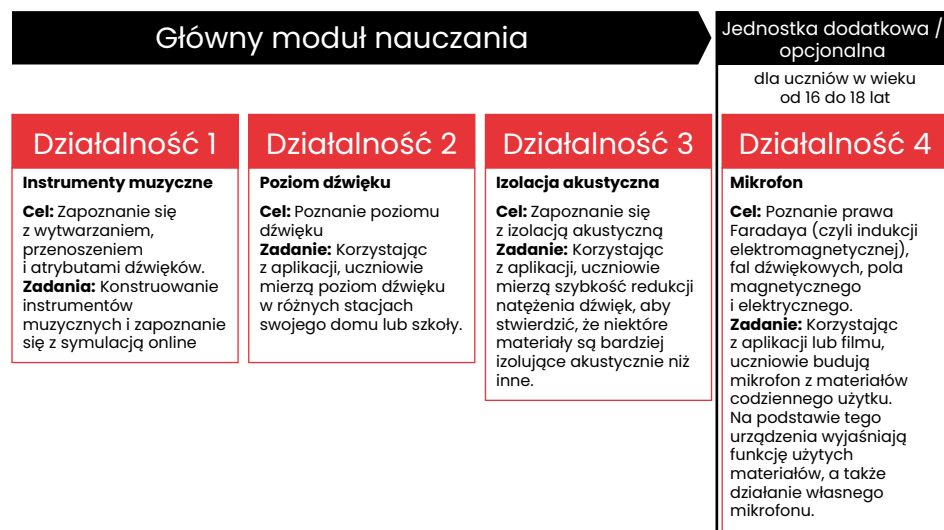 Główny moduł nauczania
Jednostka dodatkowa /
opcjonalna
dla uczniów w wieku
od 16 do 18 lat
Działalność 1
Instrumenty muzyczne
Cel: Zapoznanie się
z wytwarzaniem,
przenoszeniem
i atrybutami dźwięków.
Zadania: Konstruowanie
instrumentów
muzycznych i zapoznanie
się z symulacją online
Działalność 2
Poziom dźwięku
Cel: Poznanie poziomu
dźwięku
Zadanie: Korzystając
z aplikacji, uczniowie
mierzą poziom dźwięku
w różnych stacjach
swojego domu lub szkoły.
Działalność 3
Izolacja akustyczna
Cel: Zapoznanie się
z izolacją akustyczną
Zadanie: Korzystając
z aplikacji, uczniowie
mierzą szybkość redukcji
natężenia dźwięk, aby
stwierdzić, że niektóre
materiały są bardziej
izolujące akustycznie niż
inne.
Działalność 4
Mikrofon
Cel: Poznanie prawa
Faradaya (czyli indukcji
elektromagnetycznej),
fal dźwiękowych, pola
magnetycznego
i elektrycznego.
Zadanie: Korzystając
z aplikacji lub filmu,
uczniowie budują
mikrofon z materiałów
codziennego użytku.
Na podstawie tego
urządzenia wyjaśniają
funkcję użytych
materiałów, a także
działanie własnego
mikrofonu.